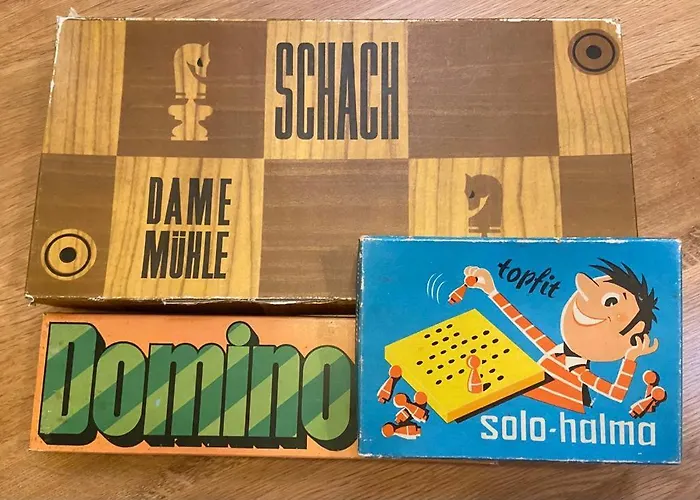 SCHACH
DAME
MÜHLE
Domino
topfit
solo-halma